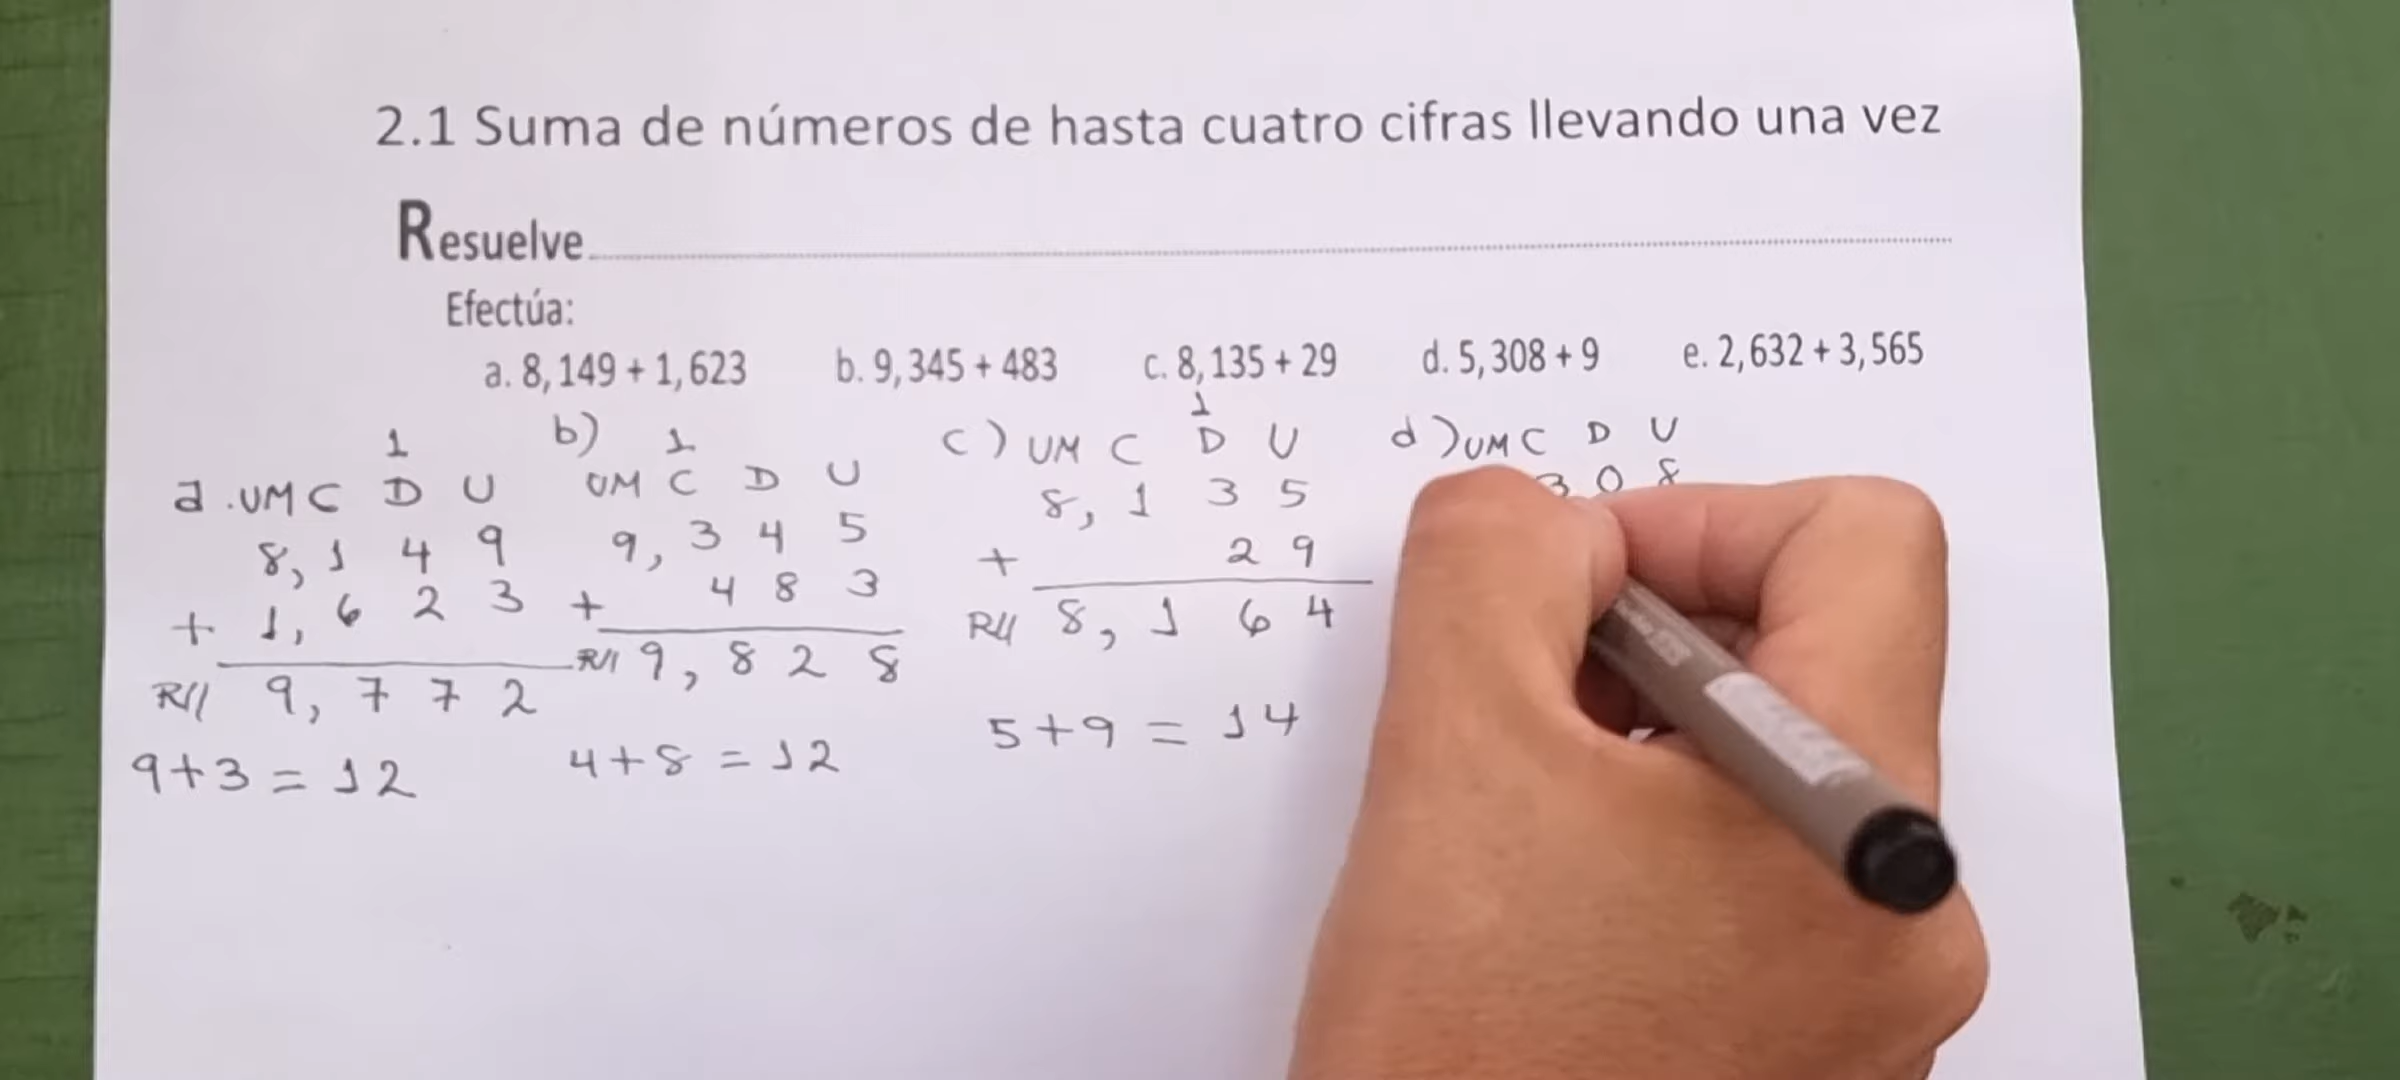 2.1 Suma de números de hasta cuatro cifras llevando una vez
Resuelve
Efectúa:
a. 8,149 + 1,623 b. 9,345 + 483 c. 8,135 + 29 d. 5,308 + 9 e. 2,632 + 3,565
1
a. UM C D U
8,1 4 9
+ 1,6 2 3
R// 9,7 7 2
9+3 = 12
b) 1
UM C D U
9,3 4 5
+ 4 8 3
R// 9,8 2 8
4+8 = 12
1
c) UM C D U
8,1 3 5
+ 2 9
R// 8,1 6 4
5+9 = 14
d) UM C D U
3 0 8